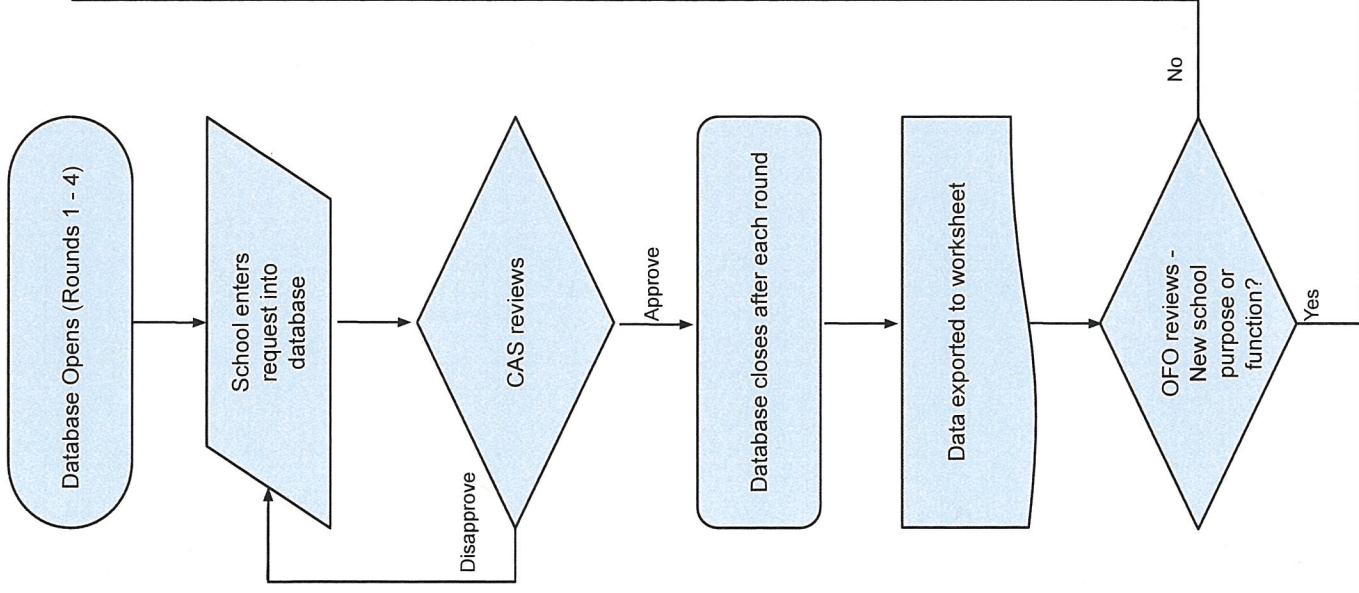 Database Opens (Rounds 1 - 4)
School enters
request into
database
CAS reviews
Disapprove
Approve
Database closes after each round
Data exported to worksheet
OFO reviews -
New school
purpose or
function?
No
Yes